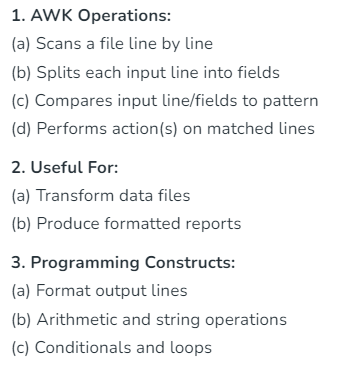 1. AWK Operations:
(a) Scans a file line by line
(b) Splits each input line into fields
(c) Compares input line/fields to pattern
(d) Performs action(s) on matched lines
2. Useful For:
(a) Transform data files
(b) Produce formatted reports
3. Programming Constructs:
(a) Format output lines
(b) Arithmetic and string operations
(c) Conditionals and loops